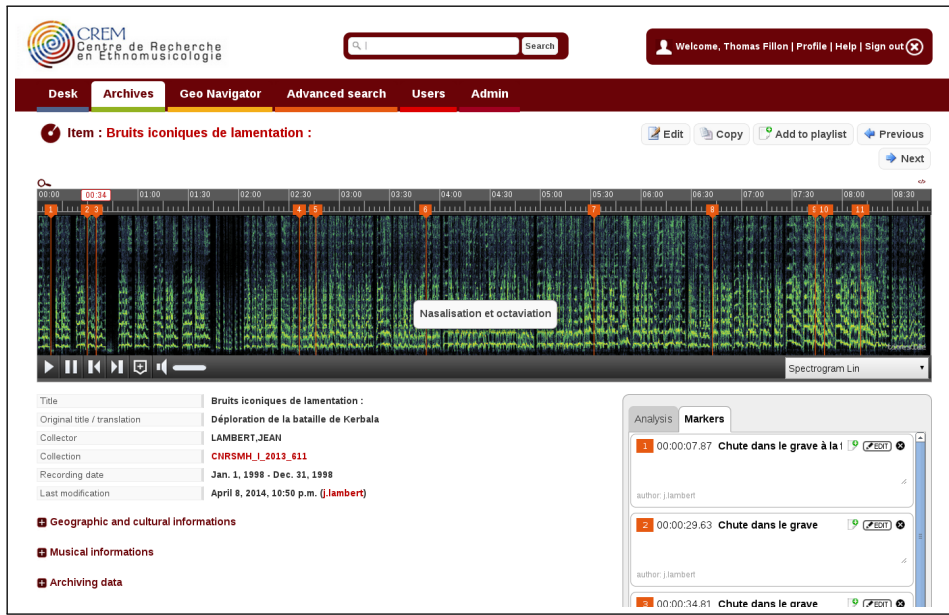 CREM
Centre de Recherche
en Ethnomusicologie
Search
Welcome, Thomas Fillon | Profile | Help | Sign out
Desk Archives Geo Navigator Advanced search Users Admin
Item : Bruits iconiques de lamentation :
Edit Copy Add to playlist Previous
Next
00:00 00:34 01:00 01:30 02:00 02:30 03:00 03:30 04:00 04:30 05:00 05:30 06:00 06:30 07:00 07:30 08:00 08:30
1 2 3 4 5 6 7 8 9 10 11
Nasalisation et octaviation
Spectrogram Lin
Title Bruits iconiques de lamentation :
Original title / translation Déploration de la bataille de Kerbala
Collector LAMBERT,JEAN
Collection CNRSMH_I_2013_611
Recording date Jan. 1, 1998 - Dec. 31, 1998
Last modification April 8, 2014, 10:50 p.m. (j.lambert)
Geographic and cultural informations
Musical informations
Archiving data
Analysis Markers
1 00:00:07.87 Chute dans le grave à la EDIT
author: j.lambert
2 00:00:29.63 Chute dans le grave EDIT
author: j.lambert
3 00:00:34.81 Chute dans le grave EDIT